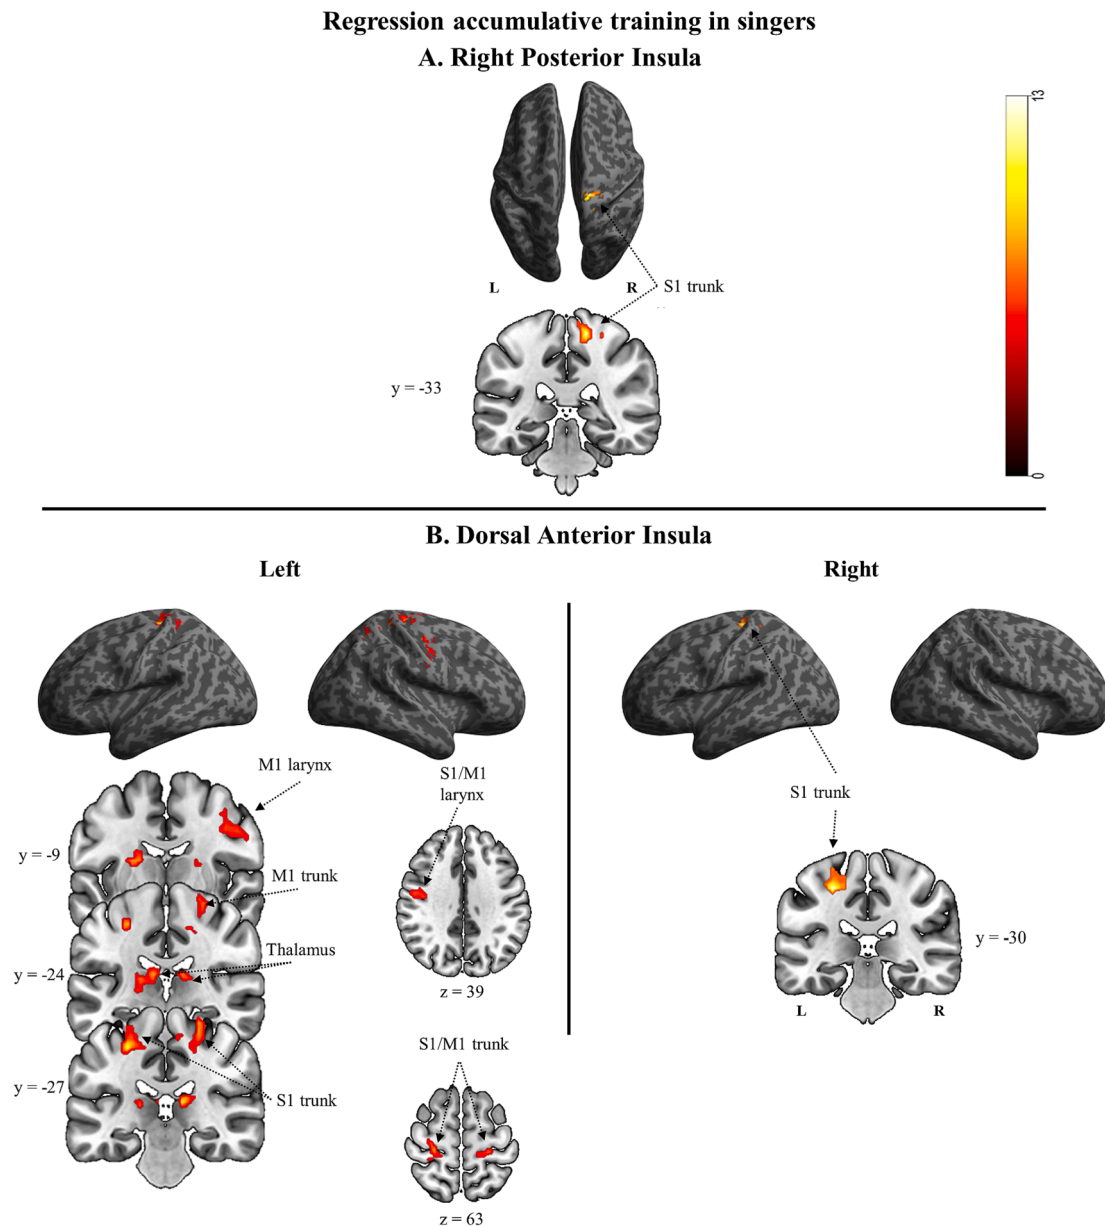 Regression accumulative training in singers
A. Right Posterior Insula
13
L
R
S1 trunk
y = -33
0
B. Dorsal Anterior Insula
Left
Right
M1 larynx
S1/M1
larynx
S1 trunk
y = -9
M1 trunk
Thalamus
y = -24
z = 39
y = -30
L
R
S1/M1 trunk
y = -27
S1 trunk
z = 63